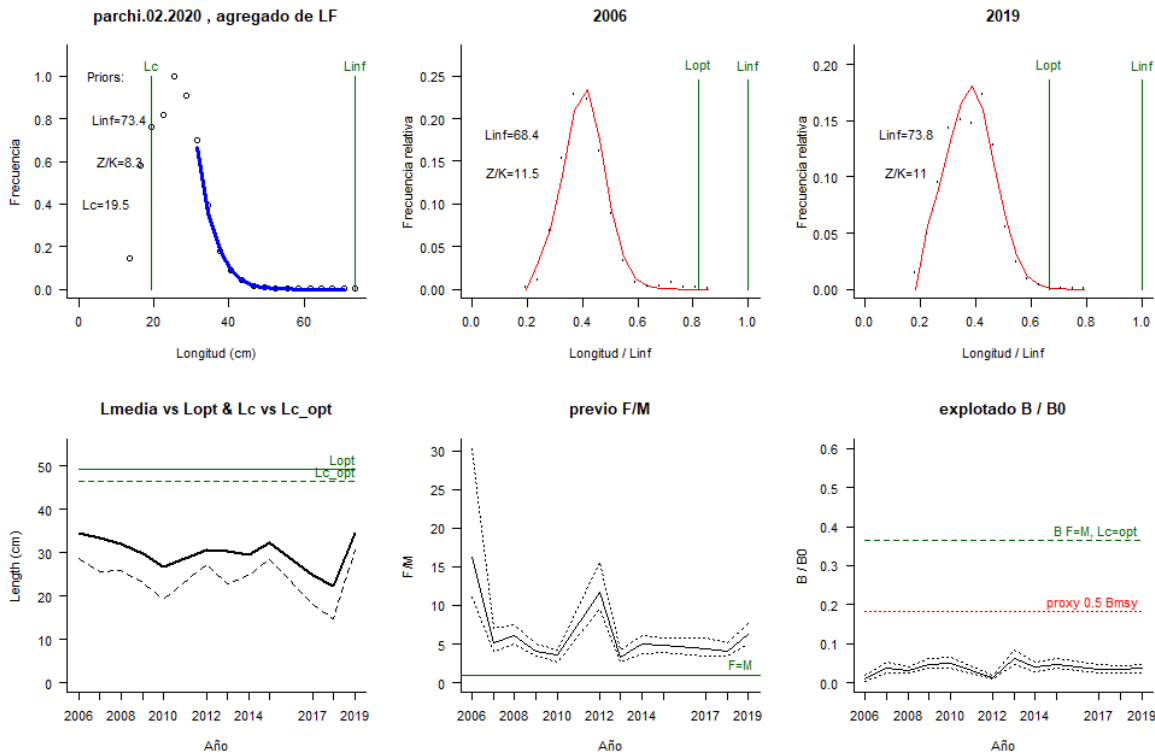 parchi.02.2020 , agregado de LF
Frecuencia
1.0
0.8
0.6
0.4
0.2
0.0
Priors:
Lc
Linf
Linf=73.4
Z/K=8.3
Lc=19.5
0 20 40 60
Longitud (cm)
2006
Frecuencia relativa
0.25
0.20
0.15
0.10
0.05
0.00
Lopt
Linf
Linf=68.4
Z/K=11.5
0.0 0.2 0.4 0.6 0.8 1.0
Longitud / Linf
2019
Frecuencia relativa
0.20
0.15
0.10
0.05
0.00
Lopt
Linf
Linf=73.8
Z/K=11
0.0 0.2 0.4 0.6 0.8 1.0
Longitud / Linf
Lmedia vs Lopt & Lc vs Lc_opt
Length (cm)
50
40
30
20
10
0
Lopt
Lc_opt
2006 2008 2010 2012 2014 2017 2019
Año
previo F/M
F/M
30
25
20
15
10
5
0
F=M
2006 2008 2010 2012 2014 2017 2019
Año
explotado B / B0
B / B0
0.6
0.5
0.4
0.3
0.2
0.1
0.0
B F=M, Lc=opt
proxy 0.5 Bmsy
2006 2008 2010 2012 2014 2017 2019
Año